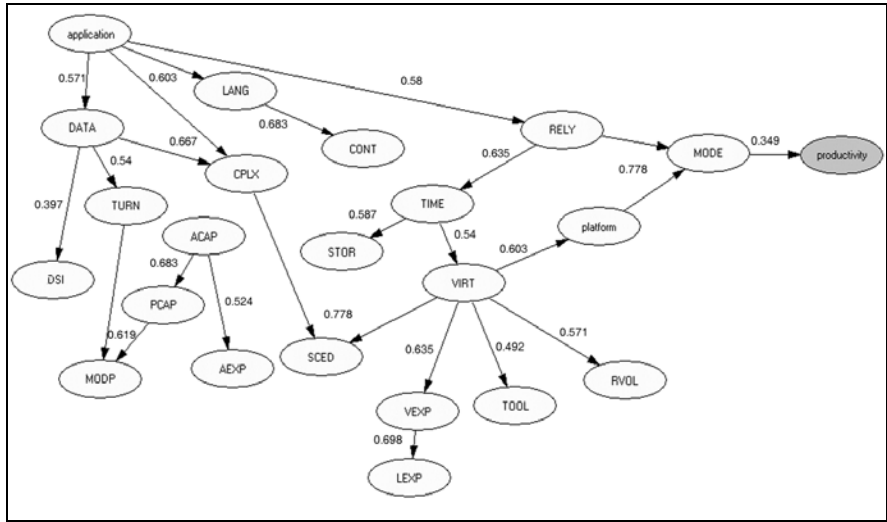 application
0.571
0.603
LANG
0.58
DATA
0.667
0.683
CONT
RELY
MODE
0.349
productivity
0.397
0.54
CPLX
0.635
0.778
TURN
TIME
ACAP
0.587
0.54
platform
STOR
0.603
DSI
0.683
PCAP
0.524
VIRT
0.619
0.778
0.571
MODP
AEXP
SCED
0.635
0.492
RVOL
VEXP
TOOL
0.698
LEXP